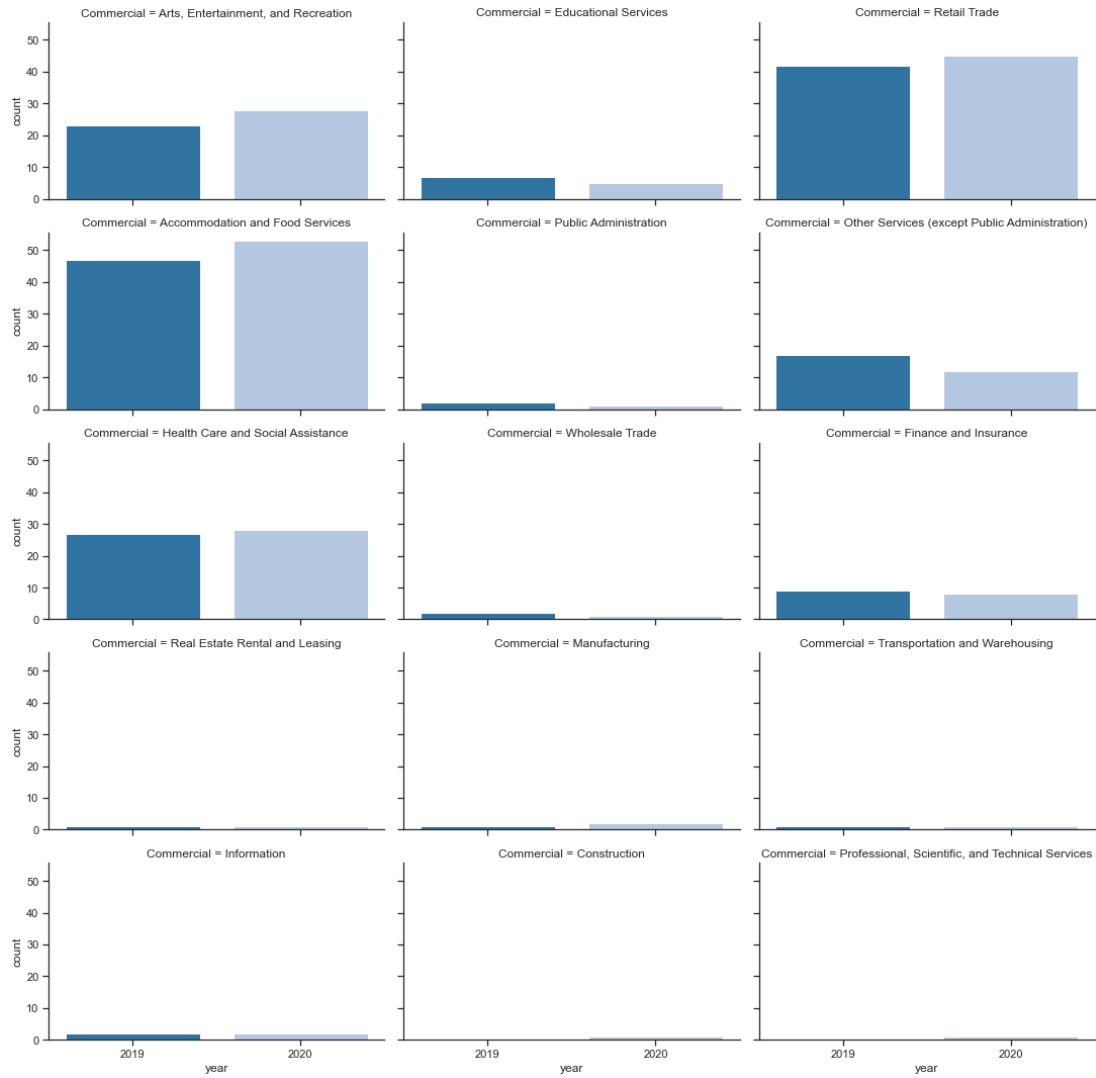 Commercial = Arts, Entertainment, and Recreation
Commercial = Educational Services
Commercial = Retail Trade
50
40
30
20
10
0
count
Commercial = Accommodation and Food Services
Commercial = Public Administration
Commercial = Other Services (except Public Administration)
50
40
30
20
10
0
count
Commercial = Health Care and Social Assistance
Commercial = Wholesale Trade
Commercial = Finance and Insurance
50
40
30
20
10
0
count
Commercial = Real Estate Rental and Leasing
Commercial = Manufacturing
Commercial = Transportation and Warehousing
50
40
30
20
10
0
count
Commercial = Information
Commercial = Construction
Commercial = Professional, Scientific, and Technical Services
50
40
30
20
10
0
count
2019 2020
year
2019 2020
year
2019 2020
year